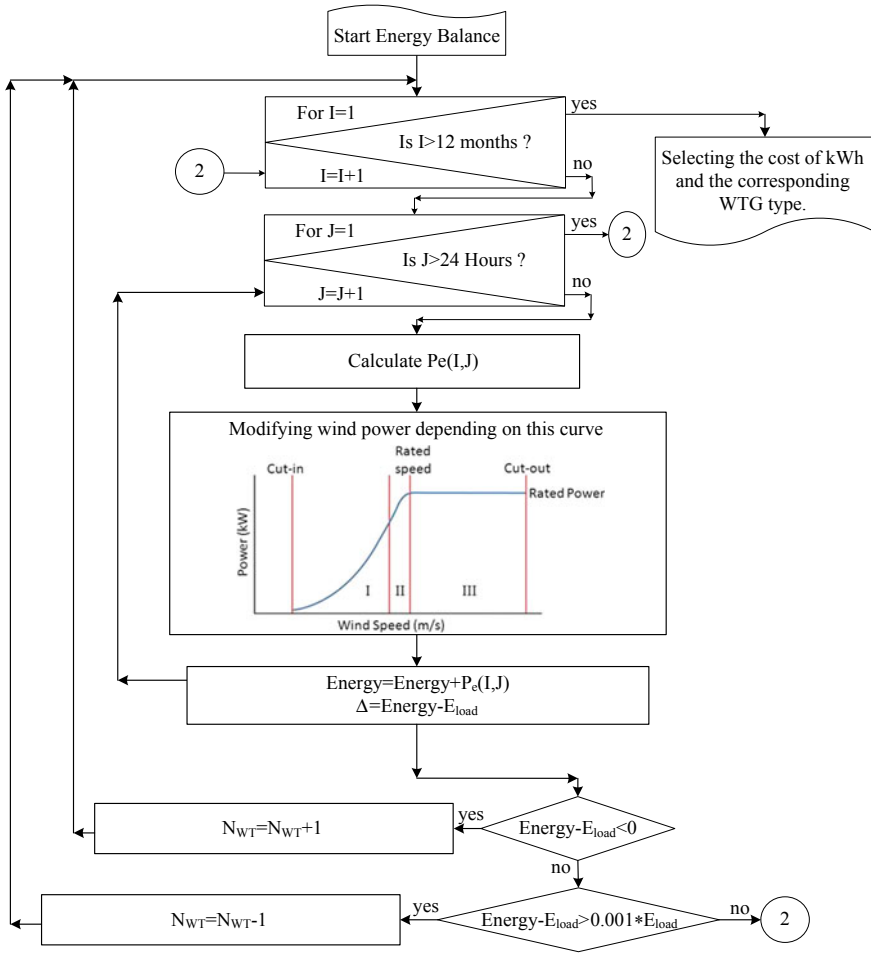 Start Energy Balance
For I=1
yes
Is I>12 months ?
2
I=I+1
no
Selecting the cost of kWh
and the corresponding
WTG type.
For J=1
yes
2
Is J>24 Hours ?
J=J+1
no
Calculate Pe(I,J)
Modifying wind power depending on this curve
Cut-in
Rated
speed
Cut-out
Rated Power
Power (kW)
I
II
III
Wind Speed (m/s)
Energy=Energy+Pe(I,J)
Δ=Energy-Eload
NWT=NWT+1
yes
Energy-Eload<0
no
NWT=NWT-1
yes
Energy-Eload>0.001*Eload
no
2